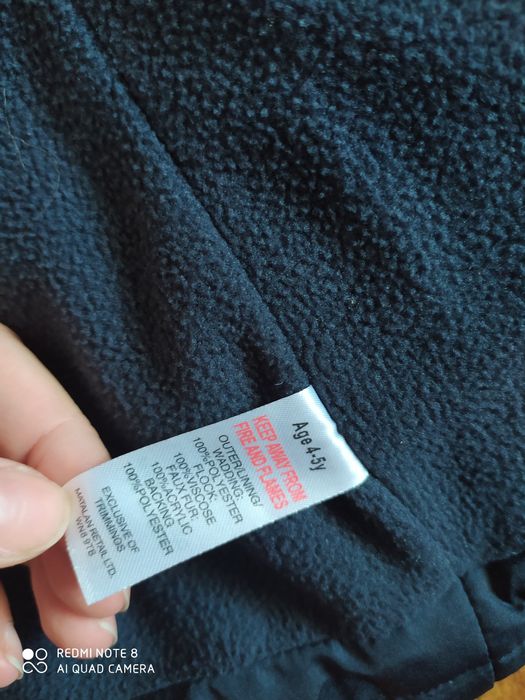 Age 4-5y
KEEP AWAY FROM
FIRE AND FLAMES
OUTER/LINING/
WADDING:
100%POLYESTER
FLOCK:
100%VISCOSE
FAUX FUR:
100%ACRYLIC
BACKING:
100%POLYESTER
EXCLUSIVE OF
TRIMMINGS
MATALAN RETAIL LTD.
WN8 9TB
REDMI NOTE 8
AI QUAD CAMERA